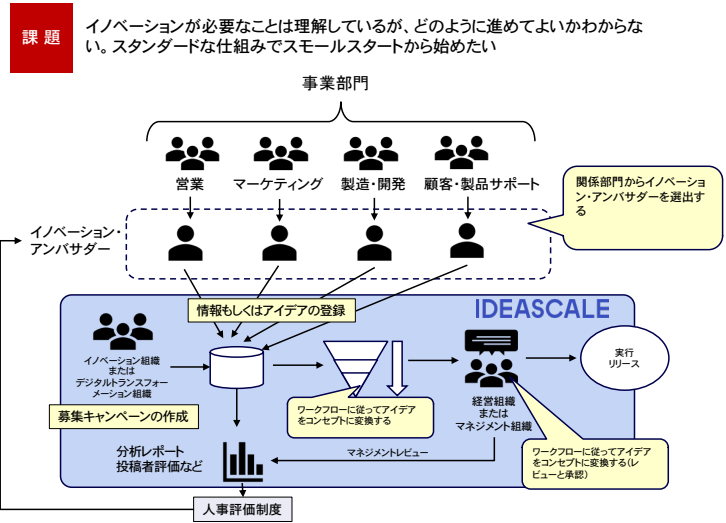 課 題
イノベーションが必要なことは理解しているが、どのように進めてよいかわからな
い。スタンダードな仕組みでスモールスタートから始めたい
事業部門
営業
マーケティング
製造・開発
顧客・製品サポート
関係部門からイノベーショ
ン・アンバサダーを選出す
る
イノベーション・
アンバサダー
情報もしくはアイデアの登録
IDEASCALE
イノベーション組織
または
デジタルトランスフォー
メーション組織
実行
リリース
募集キャンペーンの作成
ワークフローに従ってアイデア
をコンセプトに変換する
経営組織
または
マネジメント組織
分析レポート
投稿者評価など
マネジメントレビュー
ワークフローに従ってアイデア
をコンセプトに変換する(レ
ビューと承認)
人事評価制度